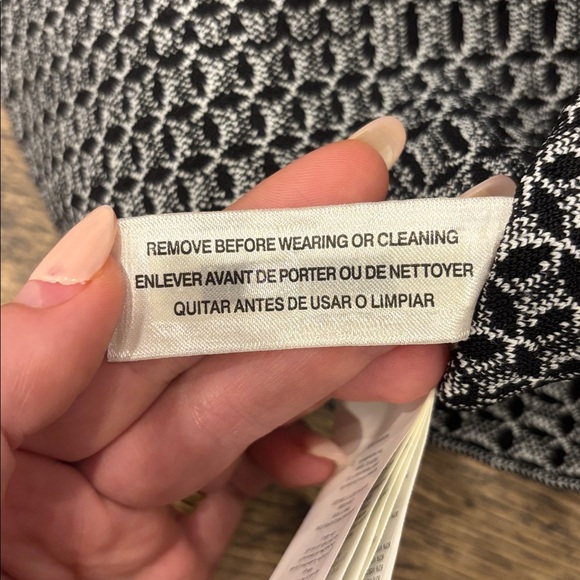 REMOVE BEFORE WEARING OR CLEANiNG
ENLEVER AVANT DE PORTER OU DE NETTOYER
QUITAR ANTES DE USAR O LIMPIAR